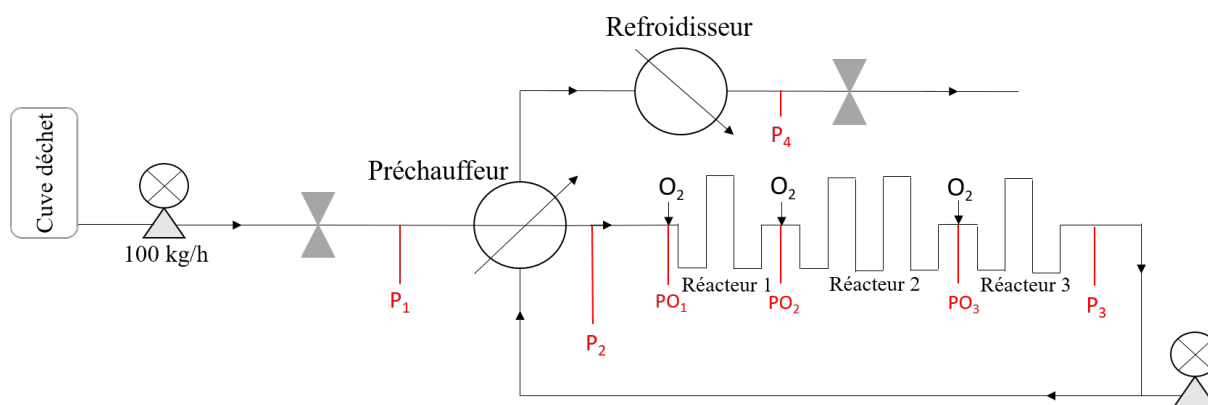 Refroidisseur
P₄
Cuve déchet
Préchauffeur
O₂
O₂
O₂
100 kg/h
P₁
P₂
PO₁
Réacteur 1
PO₂
Réacteur 2
PO₃
Réacteur 3
P₃